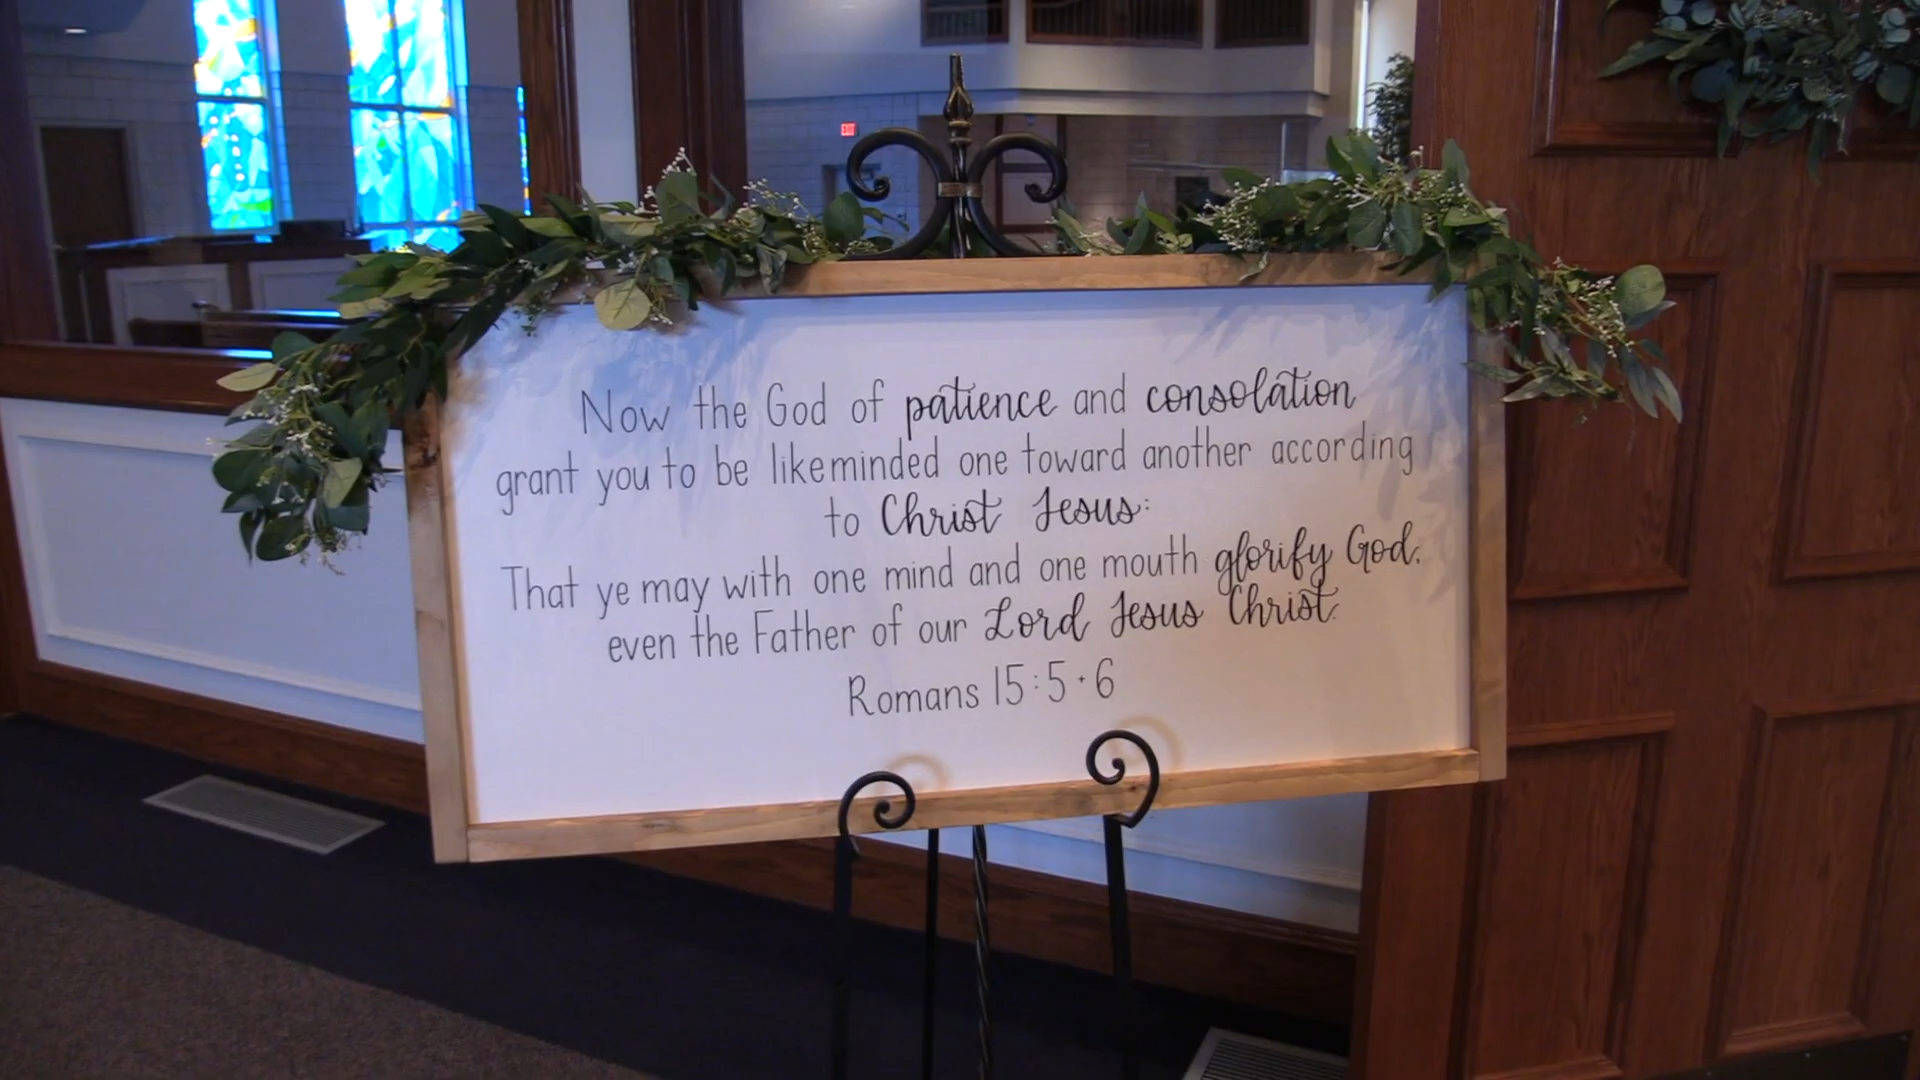 Now the God of patience and consolation
grant you to be likeminded one toward another according
to Christ Jesus:
That ye may with one mind and one mouth glorify God,
even the Father of our Lord Jesus Christ.
Romans 15:5·6
EXIT